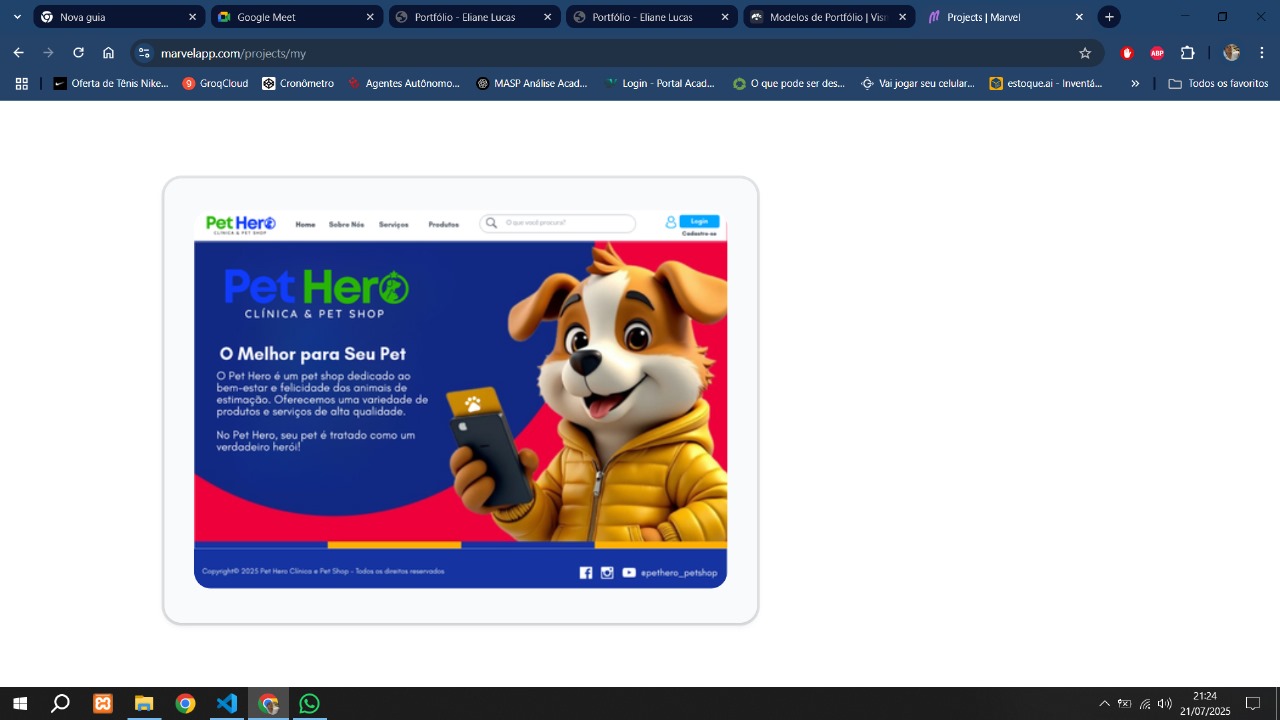 Nova guia
Google Meet
Portfólio - Eliane Lucas
Portfólio - Eliane Lucas
Modelos de Portfólio | Visu
Projects | Marvel
marvelapp.com/projects/my
ABP
Oferta de Tênis Nike...
GroqCloud
Cronômetro
Agentes Autônomo...
MASP Análise Acad...
Login - Portal Acad...
O que pode ser des...
Vai jogar seu celular...
estoque.ai - Inventá...
Todos os favoritos
Pet Hero
CLÍNICA & PET SHOP
Home
Sobre Nós
Serviços
Produtos
O que você procura?
Login
Cadastre-se
Pet Hero
CLÍNICA & PET SHOP
O Melhor para Seu Pet
O Pet Hero é um pet shop dedicado ao
bem-estar e felicidade dos animais de
estimação. Oferecemos uma variedade de
produtos e serviços de alta qualidade.
No Pet Hero, seu pet é tratado como um
verdadeiro herói!
Copyright© 2025 Pet Hero Clínica e Pet Shop - Todos os direitos reservados
#pethero_petshop
21:24
21/07/2025